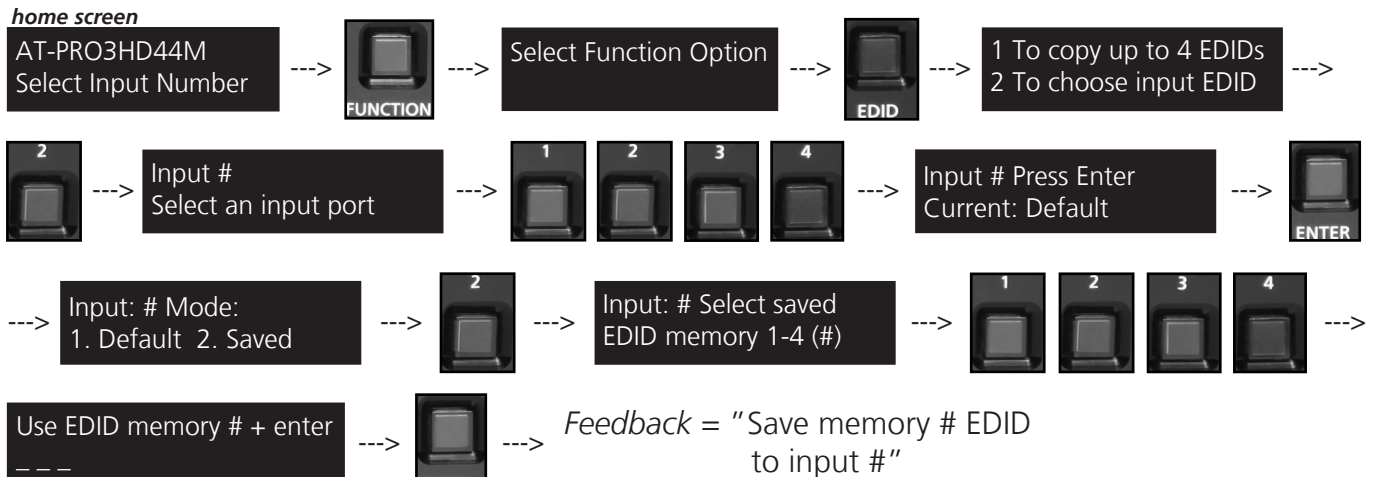 home screen
AT-PRO3HD44M
Select Input Number
--->
FUNCTION
--->
Select Function Option
--->
EDID
--->
1 To copy up to 4 EDIDs
2 To choose input EDID
--->
2
--->
Input #
Select an input port
--->
1 2 3 4
--->
Input # Press Enter
Current: Default
--->
ENTER
--->
Input: # Mode:
1. Default 2. Saved
--->
2
--->
Input: # Select saved
EDID memory 1-4 (#)
--->
1 2 3 4
--->
Use EDID memory # + enter
_ _ _
--->
--->
Feedback = "Save memory # EDID
to input #"